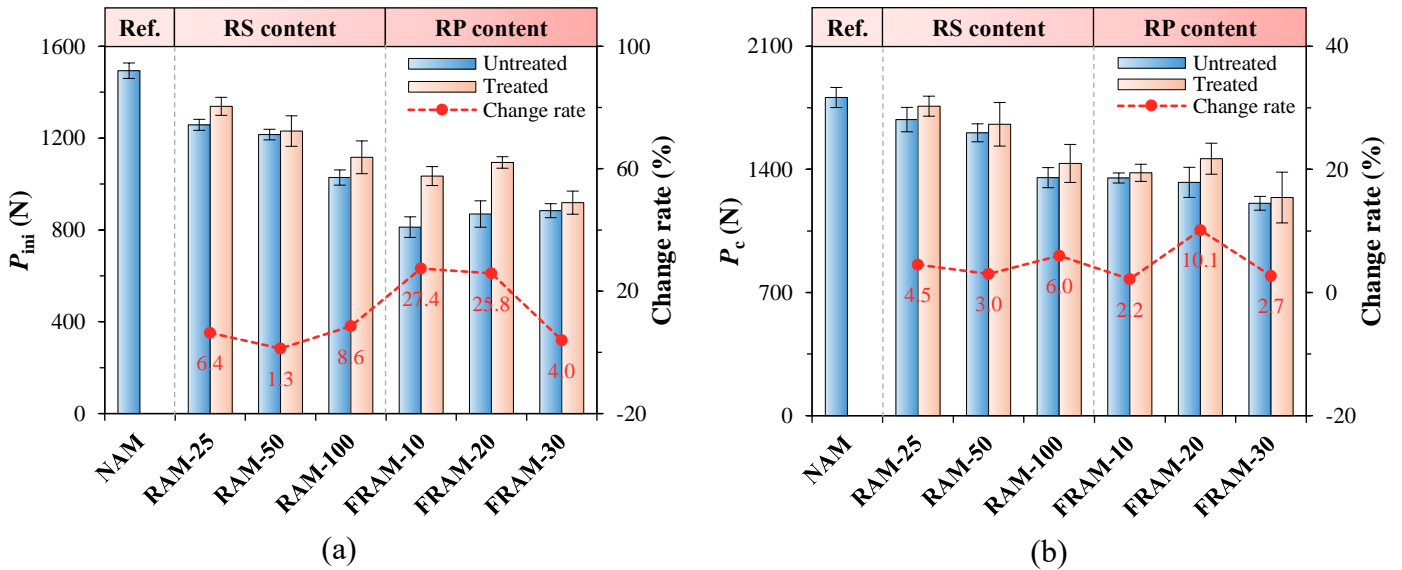 Ref. RS content RP content
1600
1200
800
400
0
P_ini (N)
Untreated
Treated
Change rate
100
60
20
-20
Change rate (%)
6.4
1.3
8.6
27.4
25.8
4.0
NAM
RAM-25
RAM-50
RAM-100
FRAM-10
FRAM-20
FRAM-30
(a)
Ref. RS content RP content
2100
1400
700
0
P_c (N)
Untreated
Treated
Change rate
40
20
0
-20
Change rate (%)
4.5
3.0
6.0
2.2
10.1
2.7
NAM
RAM-25
RAM-50
RAM-100
FRAM-10
FRAM-20
FRAM-30
(b)